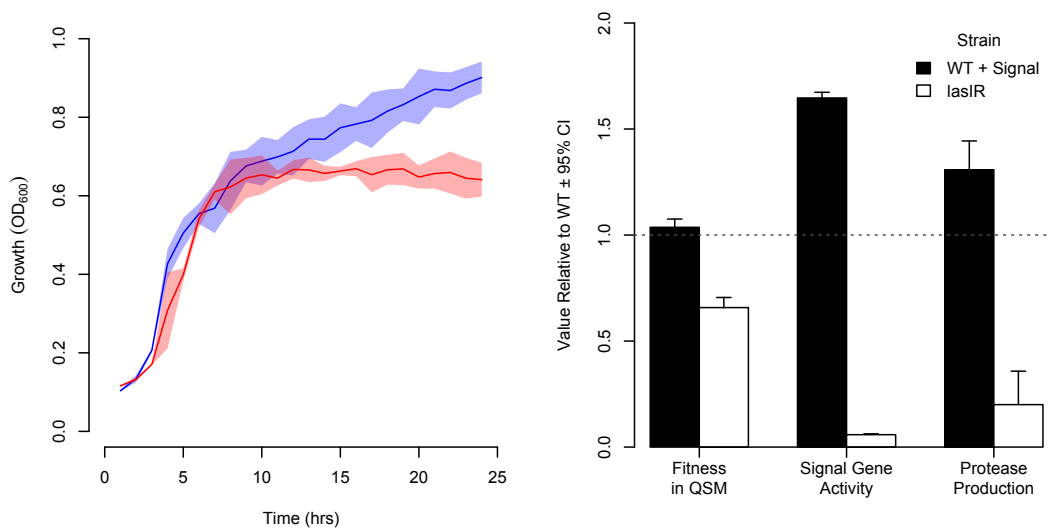 1.0
0.8
0.6
0.4
0.2
0.0
Growth (OD600)
0 5 10 15 20 25
Time (hrs)
2.0
1.5
1.0
0.5
0.0
Value Relative to WT ± 95% CI
Strain
WT + Signal
lasIR
Fitness
in QSM
Signal Gene
Activity
Protease
Production